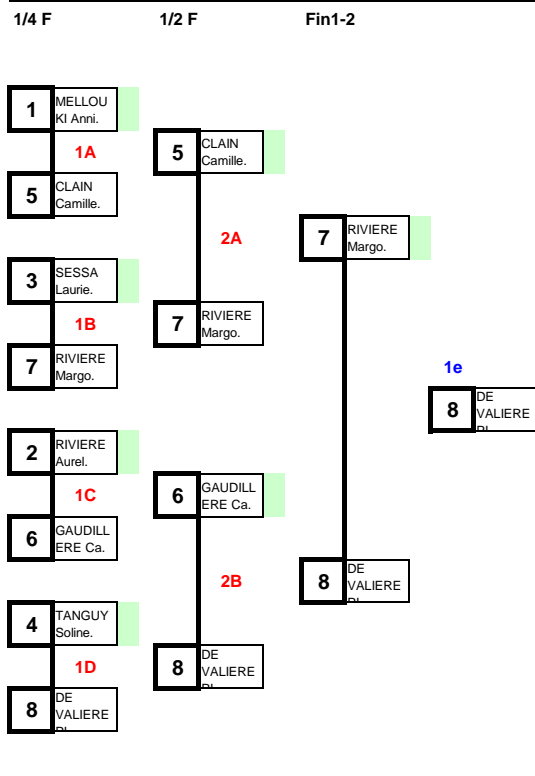 1/4 F 1/2 F Fin1-2
1 MELLOU
KI Anni.
1A
5 CLAIN
Camille.
3 SESSA
Laurie.
1B
7 RIVIERE
Margo.
2 RIVIERE
Aurel.
1C
6 GAUDILL
ERE Ca.
4 TANGUY
Soline.
1D
8 DE
VALIERE
5 CLAIN
Camille.
2A
7 RIVIERE
Margo.
6 GAUDILL
ERE Ca.
2B
8 DE
VALIERE
7 RIVIERE
Margo.
8 DE
VALIERE
1e
8 DE
VALIERE